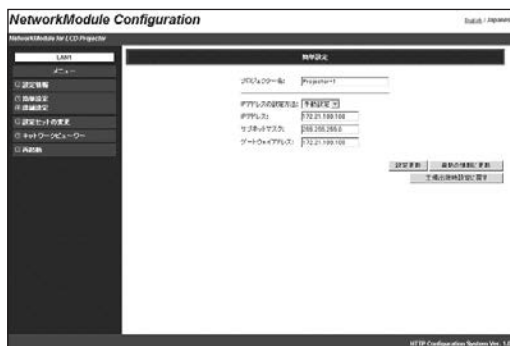 NetworkModule Configuration
English / Japanese
NetworkModule for LCD Projector
LAN1
メニュー
設定情報
簡単設定
詳細設定
設定セットの変更
ネットワークビューワー
再起動
簡単設定
プロジェクター名: Projector-1
IPアドレスの設定方法: 手動設定
IPアドレス: 172.21.100.100
サブネットマスク: 255.255.255.0
ゲートウェイアドレス: 172.21.100.100
設定更新 最新の情報に更新
工場出荷時設定に戻す
HTTP Configuration System Ver. 1.0